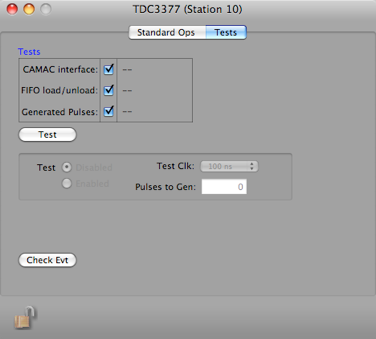 TDC3377 (Station 10)
Standard Ops Tests
Tests
CAMAC interface: --
FIFO load/unload: --
Generated Pulses: --
Test
Test Disabled Test Clk: 100 ns
Enabled Pulses to Gen: 0
Check Evt